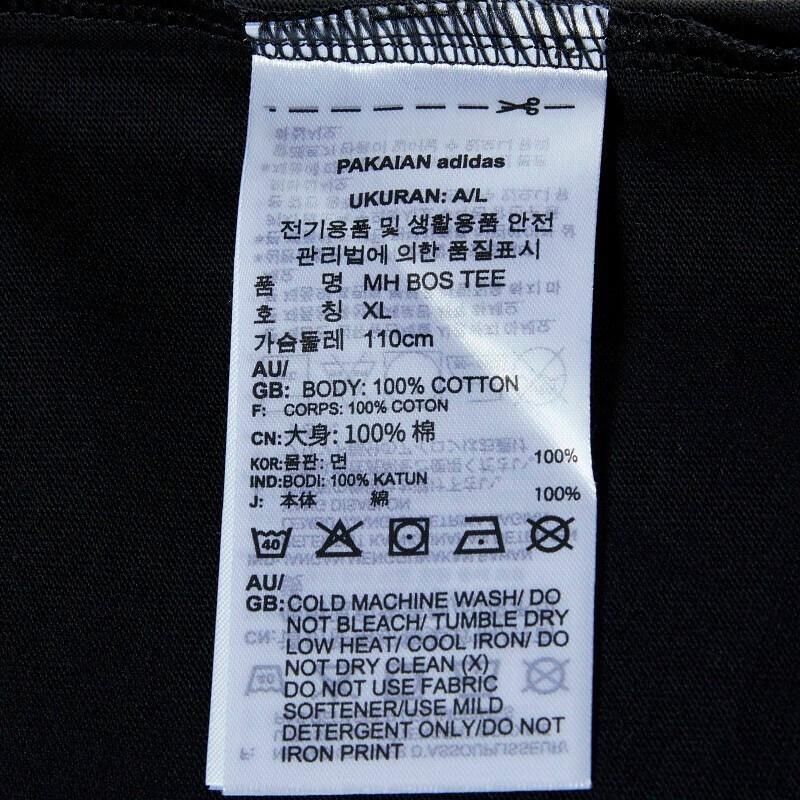 PAKAIAN adidas
UKURAN: A/L
전기용품 및 생활용품 안전
관리법에 의한 품질표시
품 명 MH BOS TEE
호 칭 XL
가슴둘레 110cm
AU/
GB: BODY: 100% COTTON
F: CORPS: 100% COTON
CN: 大身: 100% 棉
KOR: 몸판: 면 100%
IND: BODI: 100% KATUN
J: 本体 綿 100%
40
AU/
GB: COLD MACHINE WASH/ DO
NOT BLEACH/ TUMBLE DRY
LOW HEAT/ COOL IRON/ DO
NOT DRY CLEAN (X)
DO NOT USE FABRIC
SOFTENER/USE MILD
DETERGENT ONLY/DO NOT
IRON PRINT